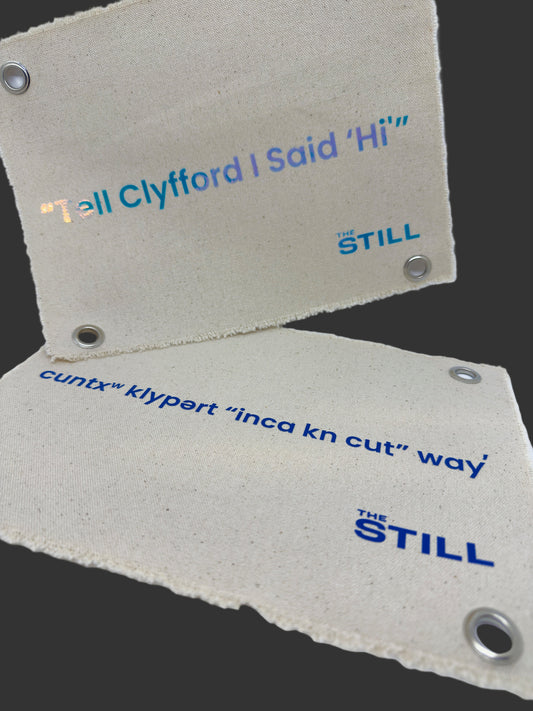 “Tell Clyfford I Said ‘Hi'”
THE
STILL
cuntxʷ klypərt “inca kn cut” way̓
THE
STILL